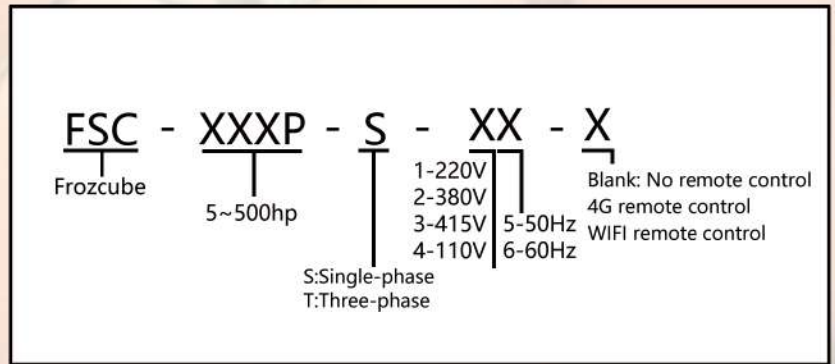 FSC - XXXP - S - XX - X
Frozcube
5~500hp
S:Single-phase
T:Three-phase
1-220V
2-380V
3-415V
4-110V
5-50Hz
6-60Hz
Blank: No remote control
4G remote control
WIFI remote control